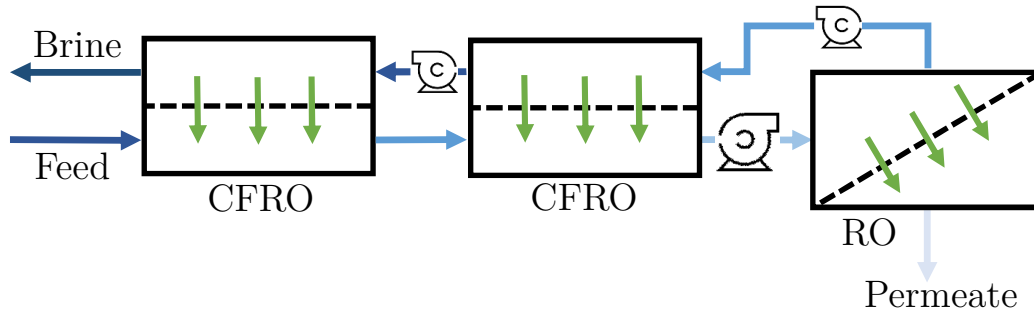 Brine
C
C
Feed
CFRO
CFRO
RO
Permeate